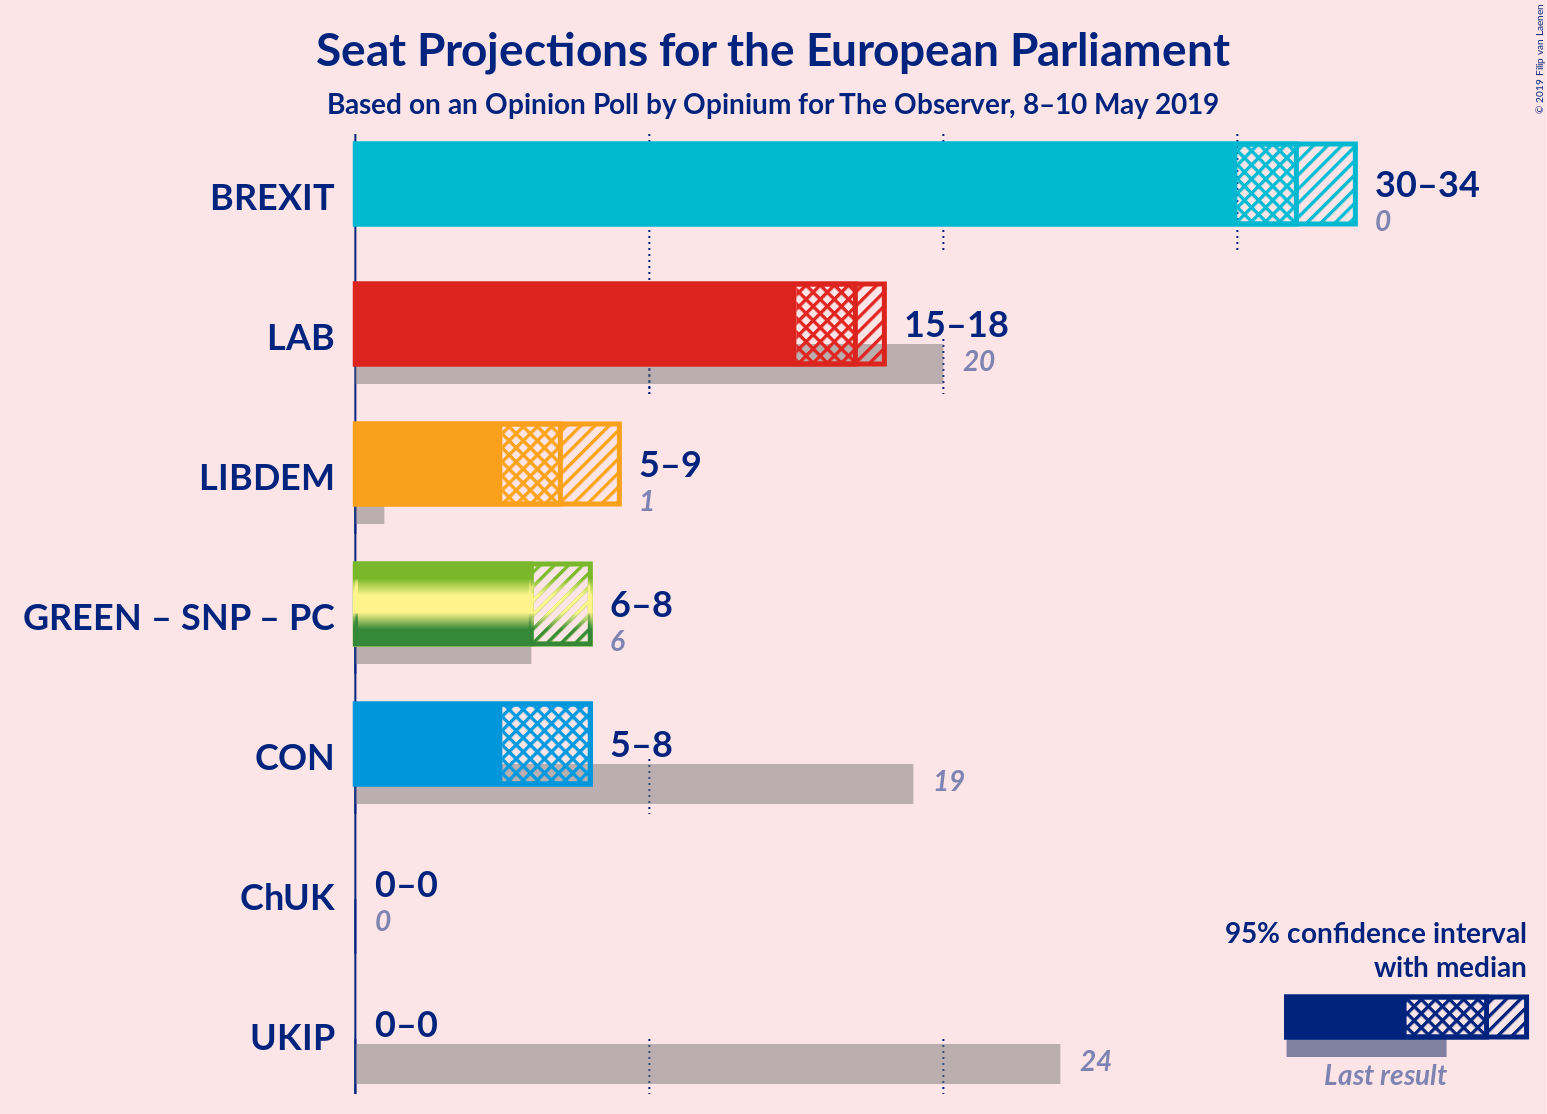 Seat Projections for the European Parliament
Based on an Opinion Poll by Opinium for The Observer, 8–10 May 2019
© 2019 Filip van Laenen
BREXIT
30–34
0
LAB
15–18
20
LIBDEM
5–9
1
GREEN – SNP – PC
6–8
6
CON
5–8
19
ChUK
0–0
0
UKIP
0–0
24
95% confidence interval
with median
Last result